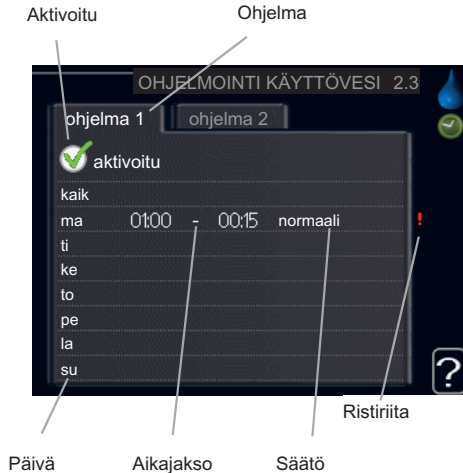 Aktivoitu Ohjelma
OHJELMOINTI KÄYTTÖVESI 2.3
ohjelma 1 ohjelma 2
aktivoitu
kaik
ma 01:00 - 00:15 normaali !
ti
ke
to
pe
la
su
?
Ristiriita
Päivä Aikajakso Säätö